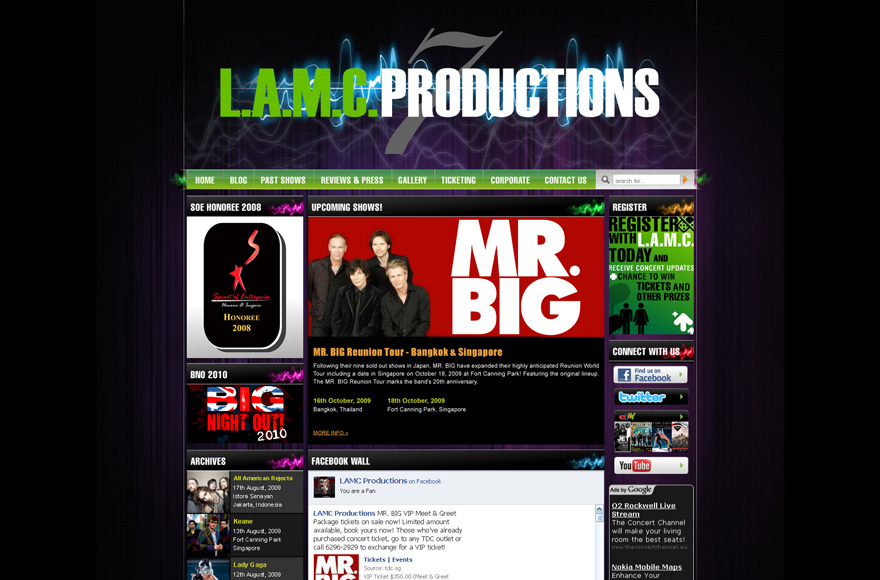 7
L.A.M.C.PRODUCTIONS
HOME BLOG PAST SHOWS REVIEWS & PRESS GALLERY TICKETING CORPORATE CONTACT US search for...
SOE HONOREE 2008
Spirit of Enterprise
Honour & Inspire
HONOREE
2008
BNO 2010
BIG
NIGHT OUT!
2010
ARCHIVES
All American Rejects
17th August, 2009
Istora Senayan
Jakarta, Indonesia
Keane
13th August, 2009
Fort Canning Park
Singapore
Lady Gaga
12th August, 2009
UPCOMING SHOWS!
MR.
BIG
MR. BIG Reunion Tour - Bangkok & Singapore
Following their nine sold out shows in Japan, MR. BIG have expanded their highly anticipated Reunion World
Tour including a date in Singapore on October 18, 2009 at Fort Canning Park! Featuring the original lineup.
The MR. BIG Reunion Tour marks the band's 20th anniversary.
16th October, 2009 18th October, 2009
Bangkok, Thailand Fort Canning Park, Singapore
MORE INFO »
FACEBOOK WALL
LAMC Productions on Facebook
You are a Fan
LAMC Productions MR. BIG VIP Meet & Greet
Package tickets on sale now! Limited amount
available, book yours now! Those who've already
purchased concert ticket, go to any TDC outlet or
call 6296-2929 to exchange for a VIP ticket!
MR.
BIG
Tickets | Events
Source: tdc.sg
VIP Ticket $350.00 (Meet & Greet
REGISTER
REGISTER
WITH L.A.M.C.
TODAY AND
RECEIVE CONCERT UPDATES
CHANCE TO WIN
TICKETS AND
OTHER PRIZES
CONNECT WITH US
Find us on
Facebook
twitter
YouTube
Ads by Google
O2 Rockwell Live
Stream
The Concert Channel
will make your living
room the best seats!
www.theconcertchannel.eu
Nokia Mobile Maps
Enhance Your